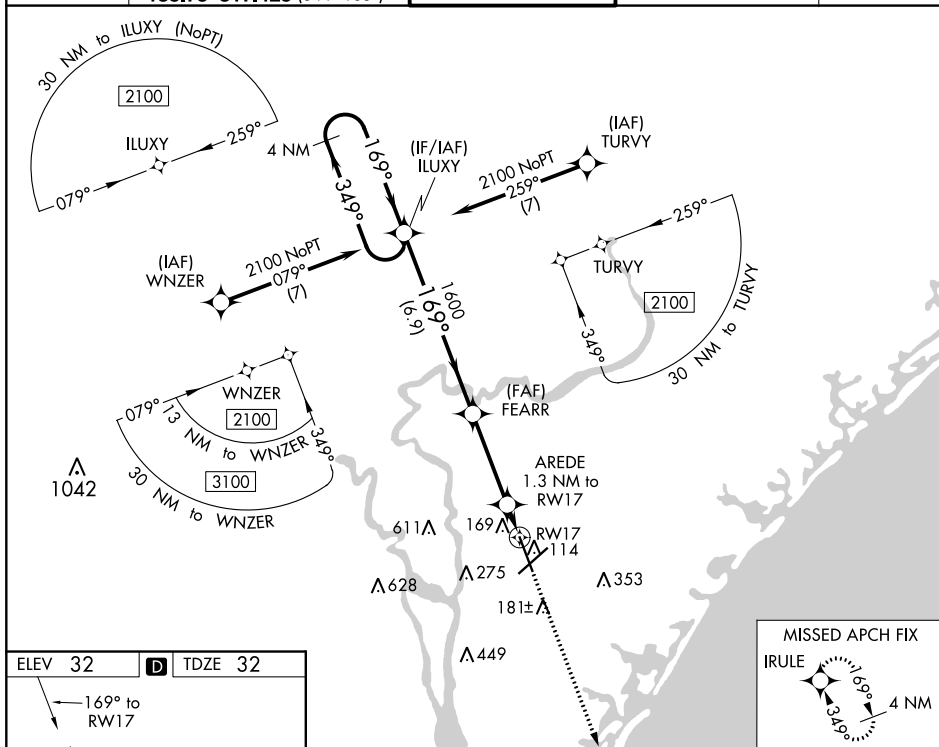 30 NM to ILUXY (NoPT)
2100
ILUXY
259°
079°
4 NM
169°
349°
(IF/IAF)
ILUXY
(IAF)
TURVY
2100 NoPT
259°
(7)
(IAF)
WNZER
2100 NoPT
079°
(7)
1600
169°
(6.9)
259°
TURVY
2100
349°
30 NM to TURVY
WNZER
079°
2100
13 NM to WNZER
349°
3100
30 NM to WNZER
(FAF)
FEARR
AREDE
1.3 NM to
RW17
1042
611
169
RW17
114
275
628
353
181±
449
ELEV 32
D
TDZE 32
169° to
RW17
MISSED APCH FIX
IRULE
169°
4 NM
349°